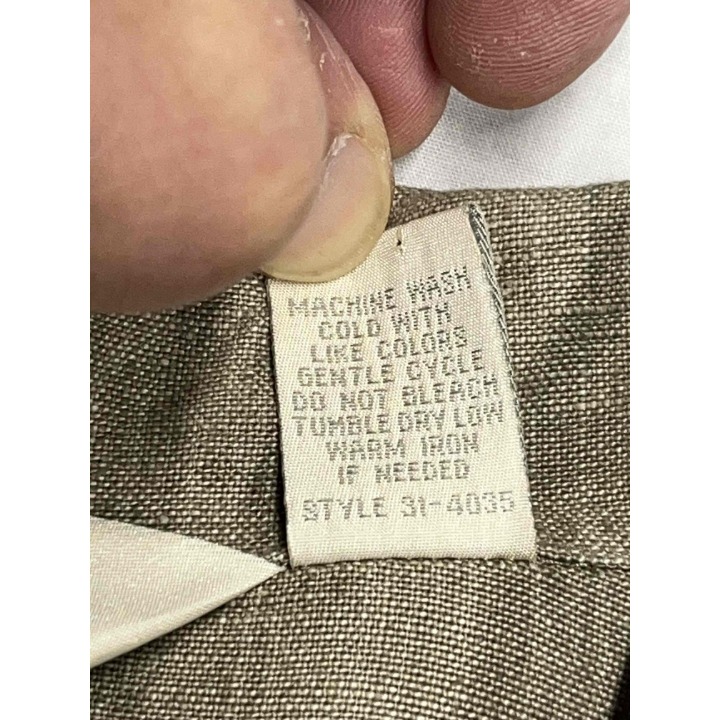 MACHINE WASH
COLD WITH
LIKE COLORS
GENTLE CYCLE
DO NOT BLEACH
TUMBLE DRY LOW
WARM IRON
IF NEEDED
STYLE 31-4035